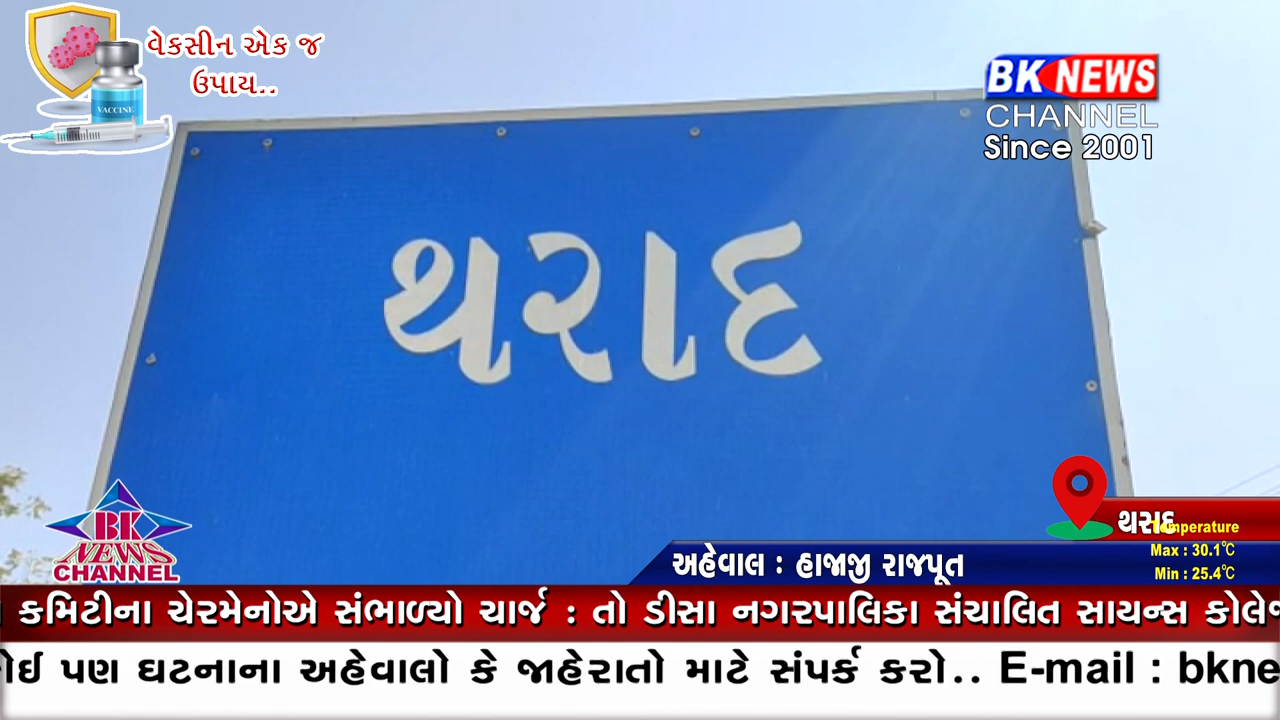 વેકસીન એક જ
ઉપાય..
VACCINE
BK NEWS
CHANNEL
Since 2001
થરાદ
BK
NEWS
CHANNEL
થરાદ
Temperature
Max : 30.1°C
Min : 25.4°C
અહેવાલ : હાજાજી રાજપૂત
કમિટીના ચેરમેનોએ સંભાળ્યો ચાર્જ : તો ડીસા નગરપાલિકા સંચાલિત સાયન્સ
પણ ઘટનાના અહેવાલો કે જાહેરાતો માટે સંપર્ક કરો.. E-mail :